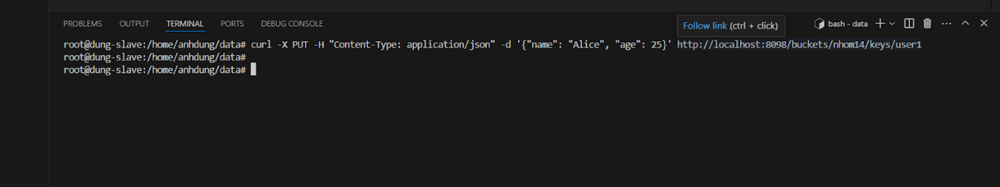 PROBLEMS OUTPUT TERMINAL PORTS DEBUG CONSOLE Follow link (ctrl + click) bash - data
root@dung-slave:/home/anhdung/data# curl -X PUT -H "Content-Type: application/json" -d '{"name": "Alice", "age": 25}' http://localhost:8098/buckets/nhom14/keys/user1
root@dung-slave:/home/anhdung/data#
root@dung-slave:/home/anhdung/data#